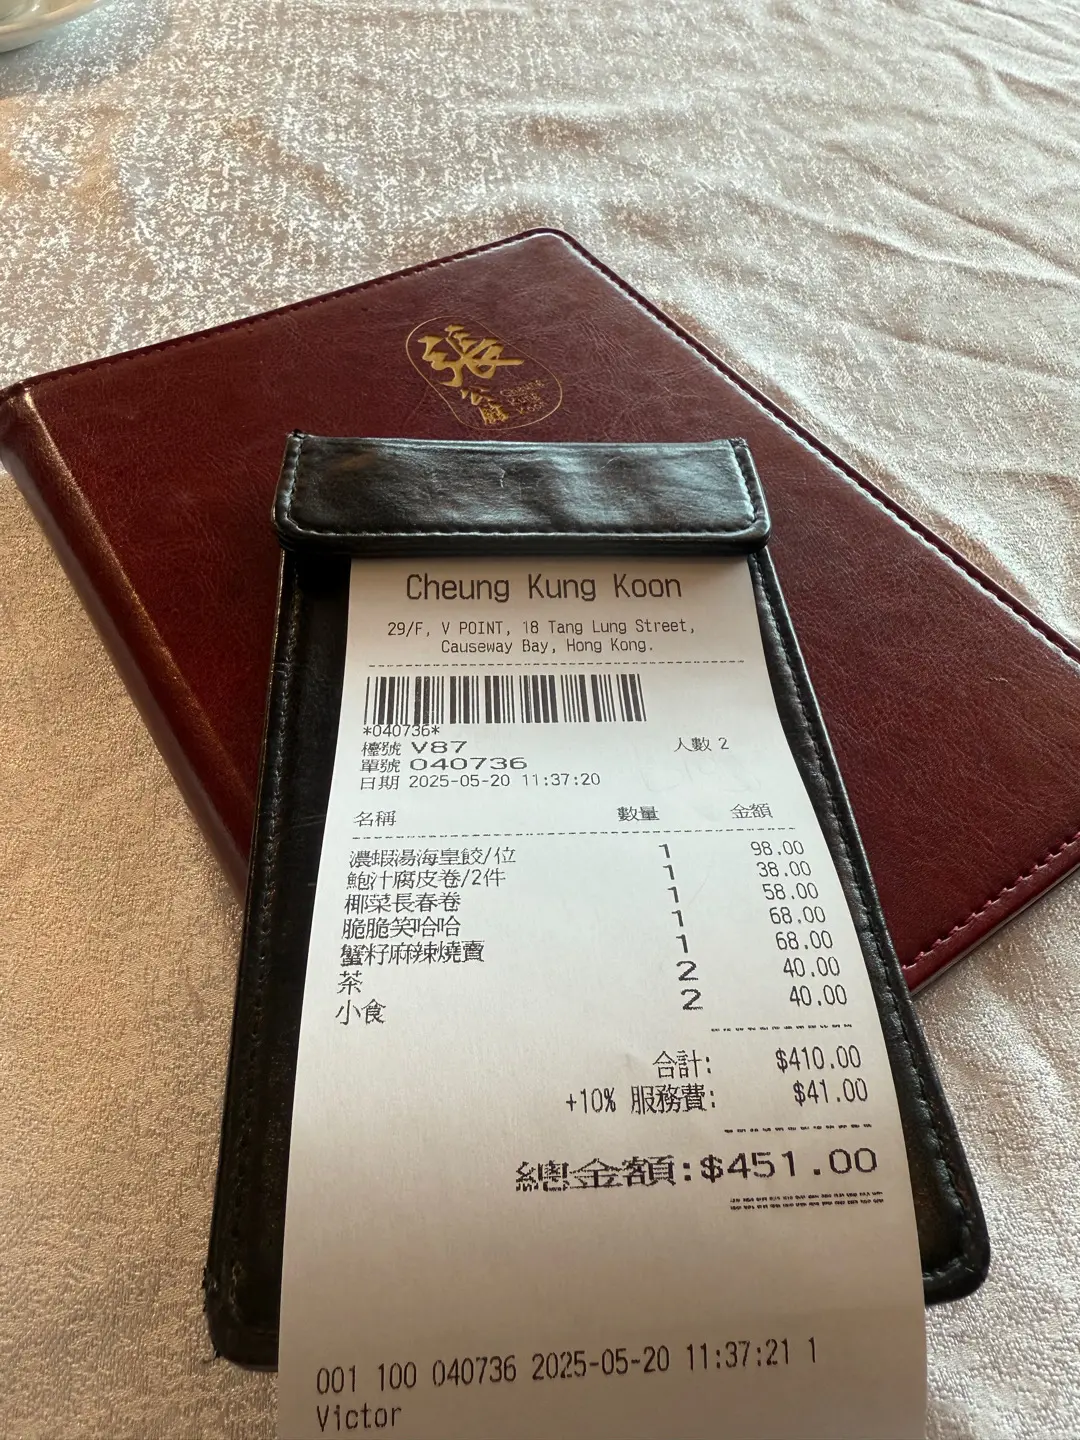 張
公館
Cheung Kung Koon
29/F, V POINT, 18 Tang Lung Street,
Causeway Bay, Hong Kong.
*040736*
檯號 V87 人數 2
單號 040736
日期 2025-05-20 11:37:20
名稱 數量 金額
濃蝦湯海皇餃/位 1 98.00
鮑汁腐皮卷/2件 1 38.00
椰菜長春卷 1 58.00
脆脆笑哈哈 1 68.00
蟹籽麻辣燒賣 1 68.00
茶 2 40.00
小食 2 40.00
合計: $410.00
+10% 服務費: $41.00
總金額:$451.00
001 100 040736 2025-05-20 11:37:21 1
Victor